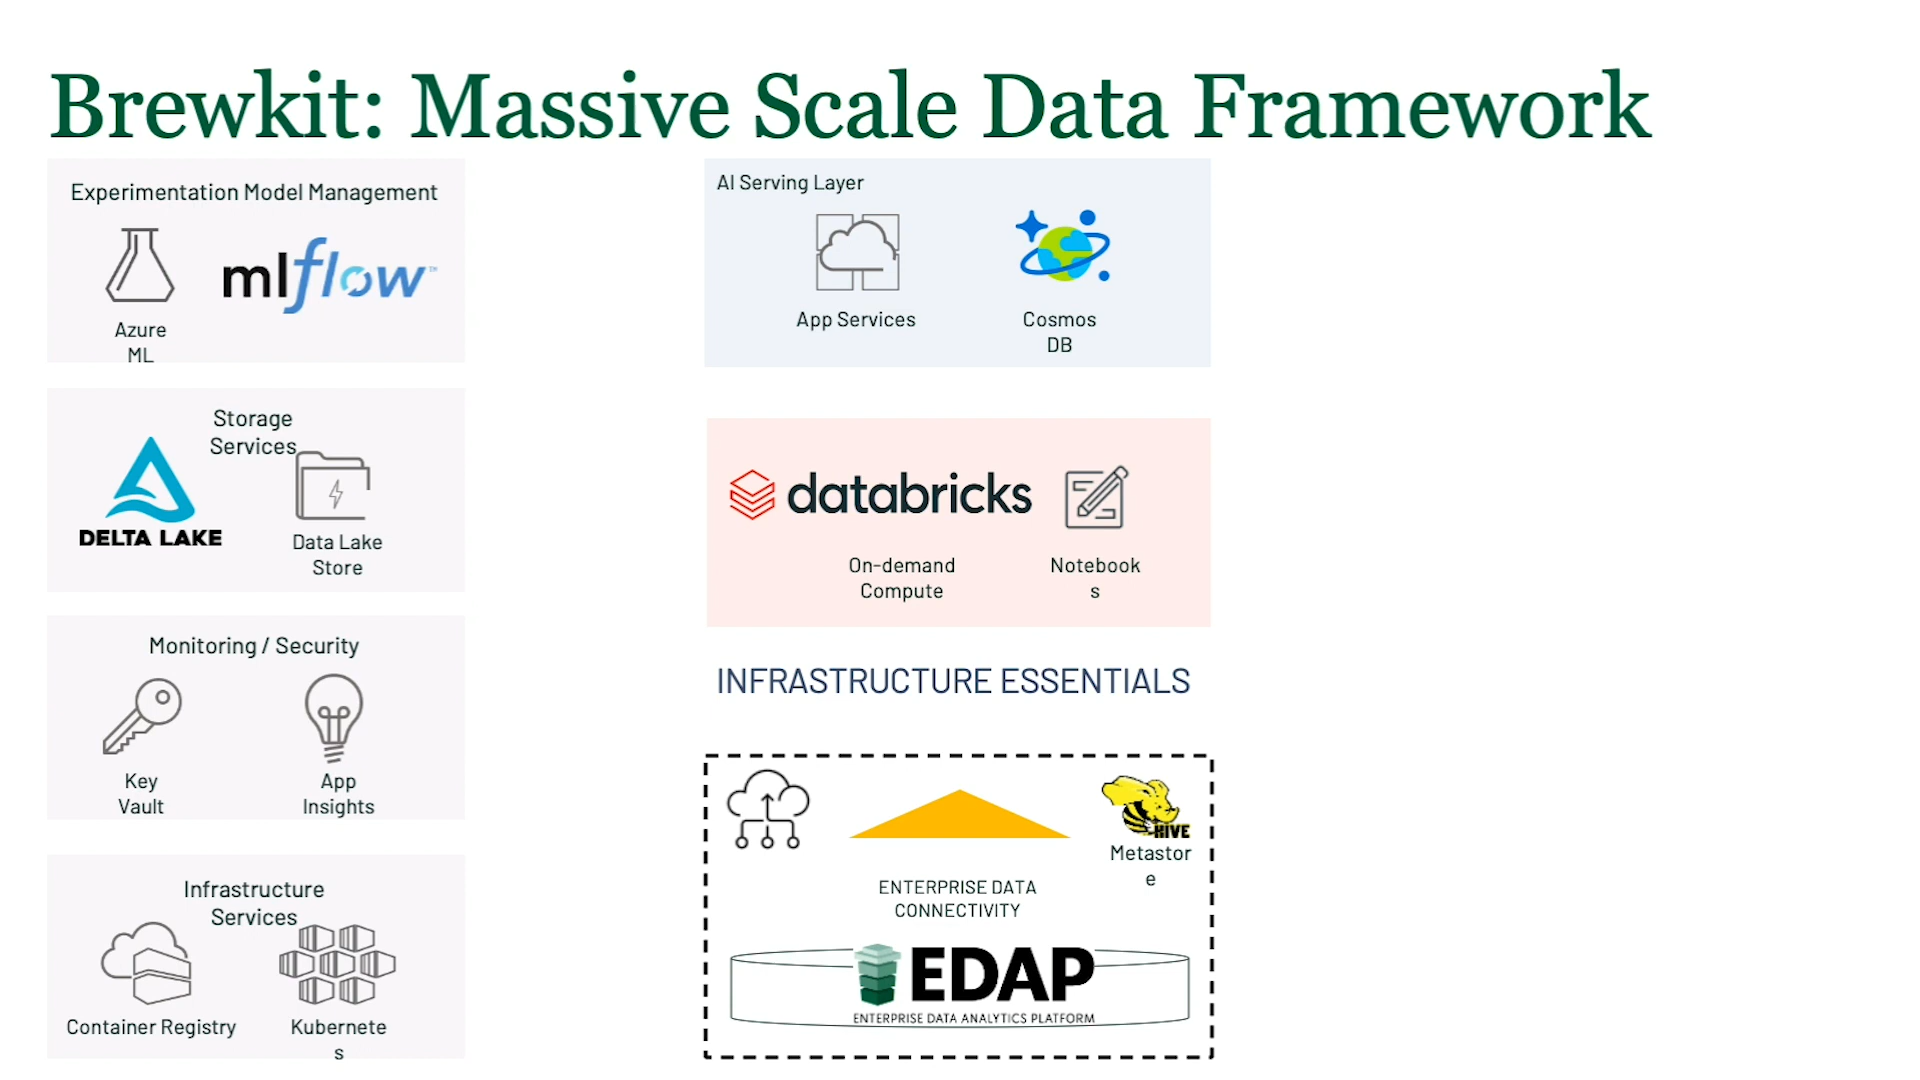 Brewkit: Massive Scale Data Framework
Experimentation Model Management
mlflow™
Azure
ML
Storage
Services
DELTA LAKE
Data Lake
Store
Monitoring / Security
Key
Vault
App
Insights
Infrastructure
Services
Container Registry
Kubernete
s
AI Serving Layer
App Services
Cosmos
DB
databricks
On-demand
Compute
Notebook
s
INFRASTRUCTURE ESSENTIALS
HIVE
Metastor
e
ENTERPRISE DATA
CONNECTIVITY
EDAP
ENTERPRISE DATA ANALYTICS PLATFORM